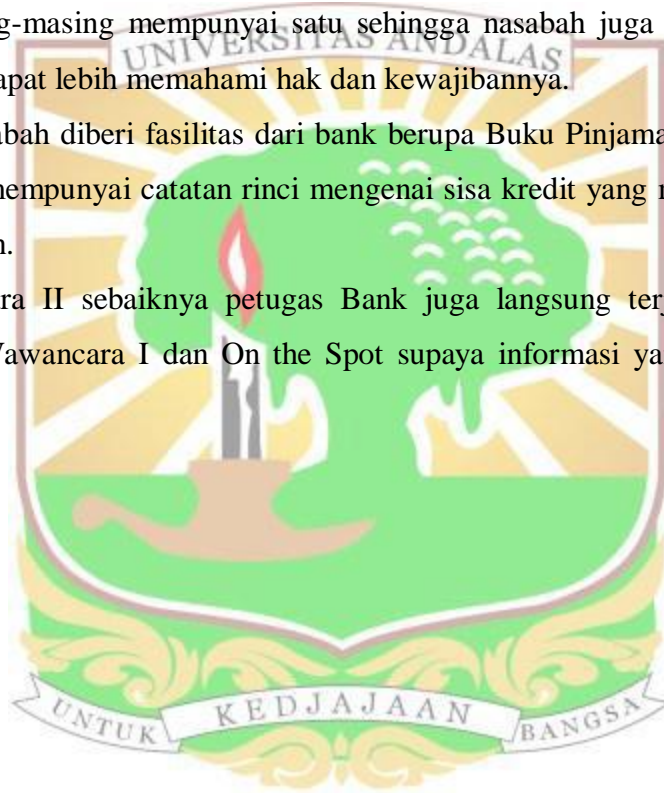 g-masing mempunyai satu sehingga nasabah juga
UNIVERSITAS ANDALAS
apat lebih memahami hak dan kewajibannya.
abah diberi fasilitas dari bank berupa Buku Pinjama
mempunyai catatan rinci mengenai sisa kredit yang
n.
ra II sebaiknya petugas Bank juga langsung terj
Wawancara I dan On the Spot supaya informasi ya
UNTUK KEDJAJAAN BANGSA